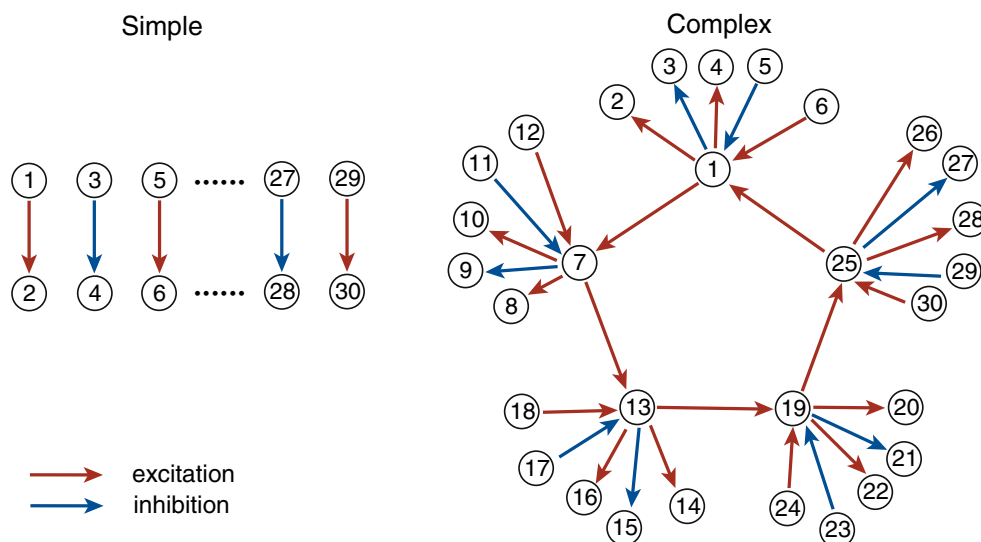 Simple
1 3 5 ...... 27 29
2 4 6 ...... 28 30
excitation
inhibition
Complex
3 4 5
2 6
12 26
11 1 27
10 28
9 7 25 29
8 30
18 13 19 20
17 21
16 14 24 22
15 23